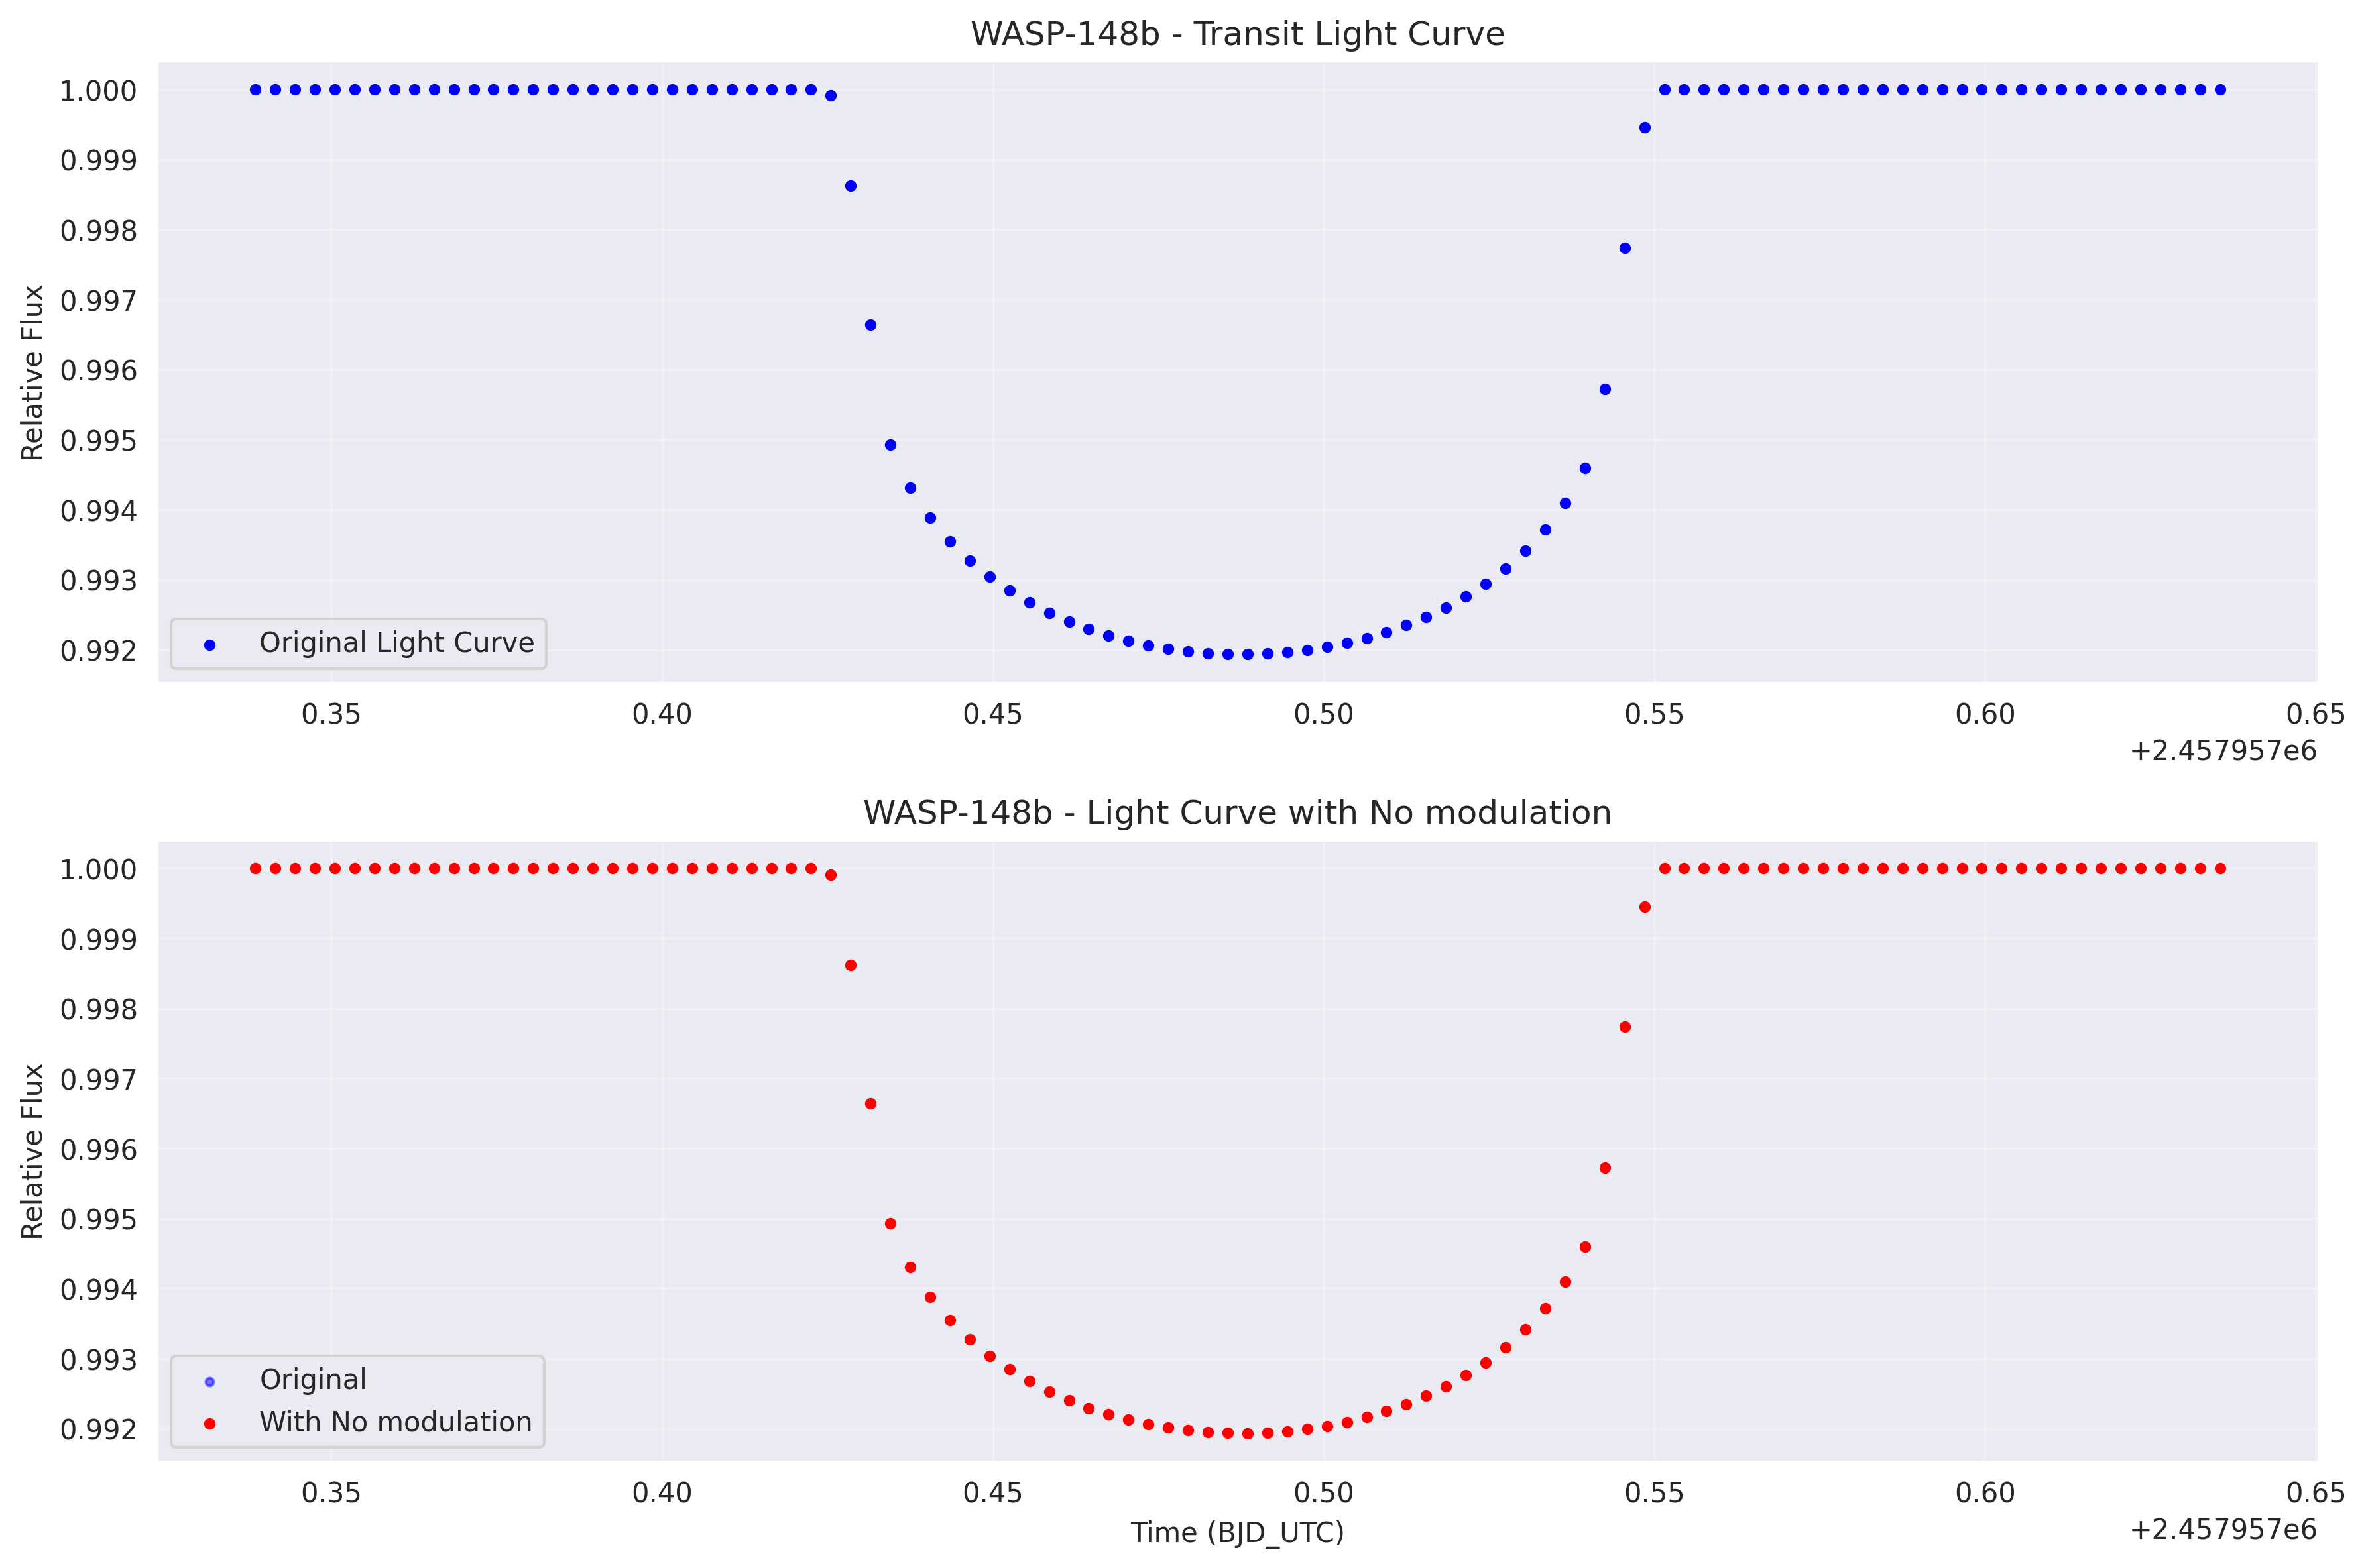 WASP-148b - Transit Light Curve
Relative Flux
1.000
0.999
0.998
0.997
0.996
0.995
0.994
0.993
0.992
Original Light Curve
0.35 0.40 0.45 0.50 0.55 0.60 0.65
+2.457957e6
WASP-148b - Light Curve with No modulation
Relative Flux
1.000
0.999
0.998
0.997
0.996
0.995
0.994
0.993
0.992
Original
With No modulation
0.35 0.40 0.45 0.50 0.55 0.60 0.65
Time (BJD_UTC)
+2.457957e6